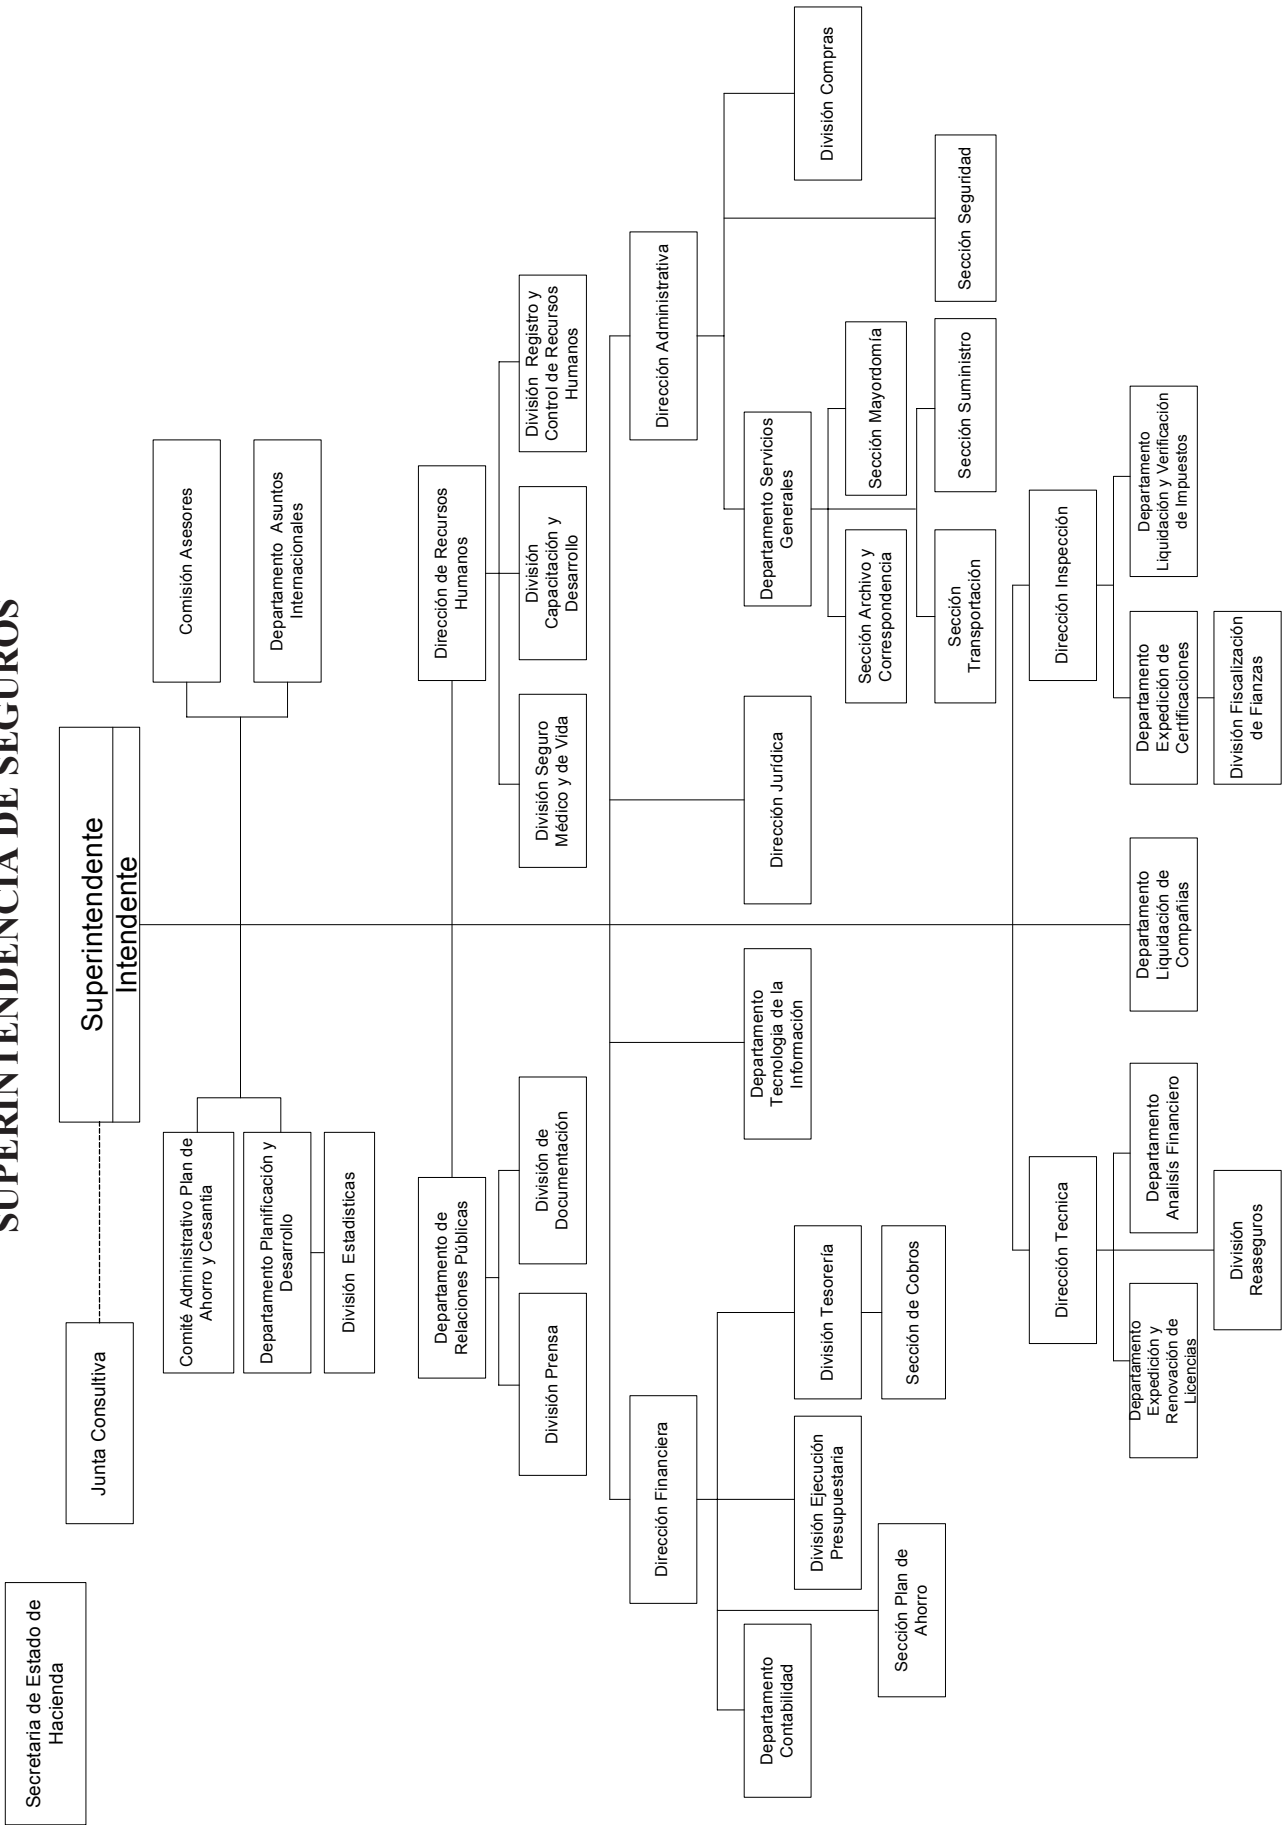 SUPERINTENDENCIA DE SEGUROS
Secretaria de Estado de
Hacienda
Junta Consultiva
Superintendente
Intendente
Comité Administrativo Plan de
Ahorro y Cesantia
Departamento Planificación y
Desarrollo
División Estadisticas
Comisión Asesores
Departamento Asuntos
Internacionales
Departamento de
Relaciones Públicas
División Prensa
División de
Documentación
Dirección de Recursos
Humanos
División Seguro
Médico y de Vida
División
Capacitación y
Desarrollo
División Registro y
Control de Recursos
Humanos
Dirección Financiera
Departamento
Contabilidad
Sección Plan de
Ahorro
División Ejecución
Presupuestaria
División Tesorería
Sección de Cobros
Departamento
Tecnologia de la
Información
Dirección Jurídica
Dirección Administrativa
Departamento Servicios
Generales
Sección Archivo y
Correspondencia
Sección Mayordomía
Sección
Transportación
Sección Suministro
Sección Seguridad
División Compras
Dirección Tecnica
Departamento
Expedición y
Renovación de
Licencias
División
Reaseguros
Departamento
Analisis Financiero
Departamento
Liquidación de
Compañias
Dirección Inspección
Departamento
Expedición de
Certificaciones
División Fiscalización
de Fianzas
Departamento
Liquidación y Verificación
de Impuestos